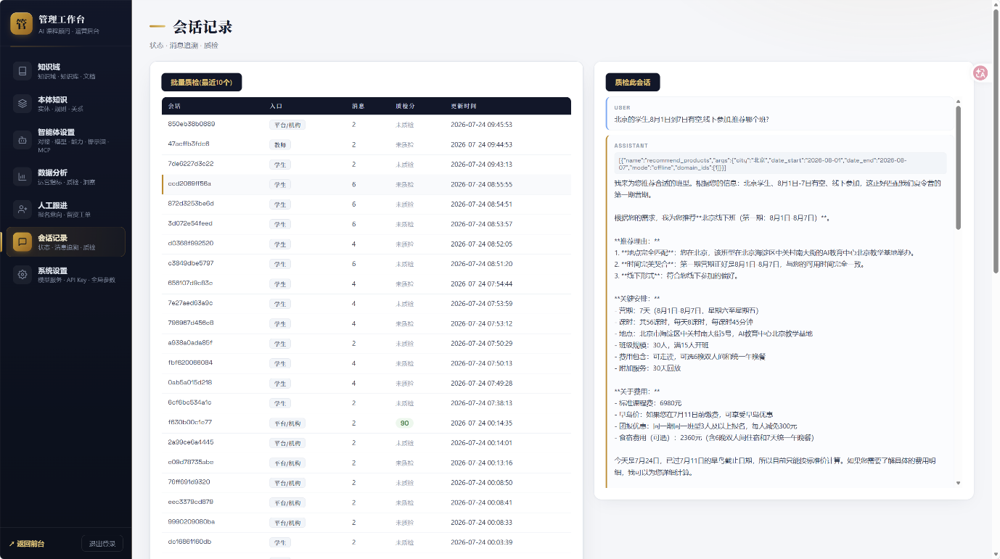 管
管理工作台
AI 课程顾问 · 运营后台
知识域
知识域 · 知识库 · 文档
本体知识
实体 · 规则 · 关系
智能体设置
对接 · 模型 · 能力 · 提示词 ·
MCP
数据分析
运营指标 · 质检 · 洞察
人工跟进
报名意向 · 留资工单
会话记录
状态 · 消息追溯 · 质检
系统设置
模型服务 · API Key · 全局参数
↗ 返回前台
退出登录
会话记录
状态 · 消息追溯 · 质检
批量质检(最近10个)
会话 入口 消息 质检分 更新时间
850eb38b0889 平台/机构 2 未质检 2026-07-24 09:45:53
47acffb3fdc6 教师 2 未质检 2026-07-24 09:44:53
7de6227d3c22 学生 2 未质检 2026-07-24 09:43:13
ccd2069ff56a 学生 6 未质检 2026-07-24 08:55:55
872d3253be6d 学生 6 未质检 2026-07-24 08:54:51
3d072e54feed 学生 6 未质检 2026-07-24 08:53:57
d0368f992520 学生 4 未质检 2026-07-24 08:52:05
c3849dbe5797 学生 6 未质检 2026-07-24 08:51:20
656107d9c83e 学生 4 未质检 2026-07-24 07:54:44
7e27aed63a9c 学生 4 未质检 2026-07-24 07:53:59
796967d456e8 学生 4 未质检 2026-07-24 07:53:12
a938a0ada85f 学生 2 未质检 2026-07-24 07:50:29
fbf620066084 学生 4 未质检 2026-07-24 07:50:13
0ab5a015d218 学生 4 未质检 2026-07-24 07:49:28
6cf6bc534a1c 学生 2 未质检 2026-07-24 07:38:13
f630b00c1e77 平台/机构 2 90 2026-07-24 00:14:35
2a99ce6a4445 平台/机构 2 未质检 2026-07-24 00:14:01
e09d78735abe 平台/机构 2 未质检 2026-07-24 00:13:16
76ff691d9320 平台/机构 2 未质检 2026-07-24 00:08:50
eec3379cd879 平台/机构 2 未质检 2026-07-24 00:08:41
9990209080ba 平台/机构 2 未质检 2026-07-24 00:08:33
dc16861160db 学生 2 未质检 2026-07-24 00:03:39
质检此会话
USER
北京的学生,8月1日到7日有空,线下参加,推荐哪个班?
ASSISTANT
[{"name":"recommend_products","args":{"city":"北京","date_start":"2026-08-01","date_end":"2026-08-
07","mode":"offline","domain_ids":[1]}}]
我来为您推荐合适的班型。根据您的信息：北京学生、8月1日-7日有空、线下参加，这正好匹配我们夏令营的
第一期营期。
根据您的需求，我为您推荐**北京线下班（第一期：8月1日-8月7日）**。
**推荐理由：**
1. **地点完全匹配**：您在北京，该班型在北京海淀区中关村南大街的AI教育中心北京教学基地举办。
2. **时间完美契合**：第一期营期正好是8月1日-8月7日，与您的可用时间完全一致。
3. **线下形式**：符合您线下参加的偏好。
**关键安排：**
- 营期：7天（8月1日-8月7日，星期六至星期五）
- 课时：共56课时，每天8课时，每课时45分钟
- 地点：北京市海淀区中关村南大街5号，AI教育中心北京教学基地
- 班级规模：30人，满15人开班
- 费用包含：可走读，可选6晚双人间和统一午晚餐
- 附加服务：30天回放
**关于费用：**
- 标准课程费：6980元
- 早鸟价：如果您在7月11日前缴费，可享受早鸟优惠
- 团报优惠：同一期同一班型3人及以上报名，每人减免300元
- 食宿费用（可选）：2360元（含6晚双人间住宿和7天统一午晚餐）
今天是7月24日，已过7月11日的早鸟截止日期，所以目前只能按标准价计算。如果您需要了解具体的费用明
细，我可以为您详细计算。